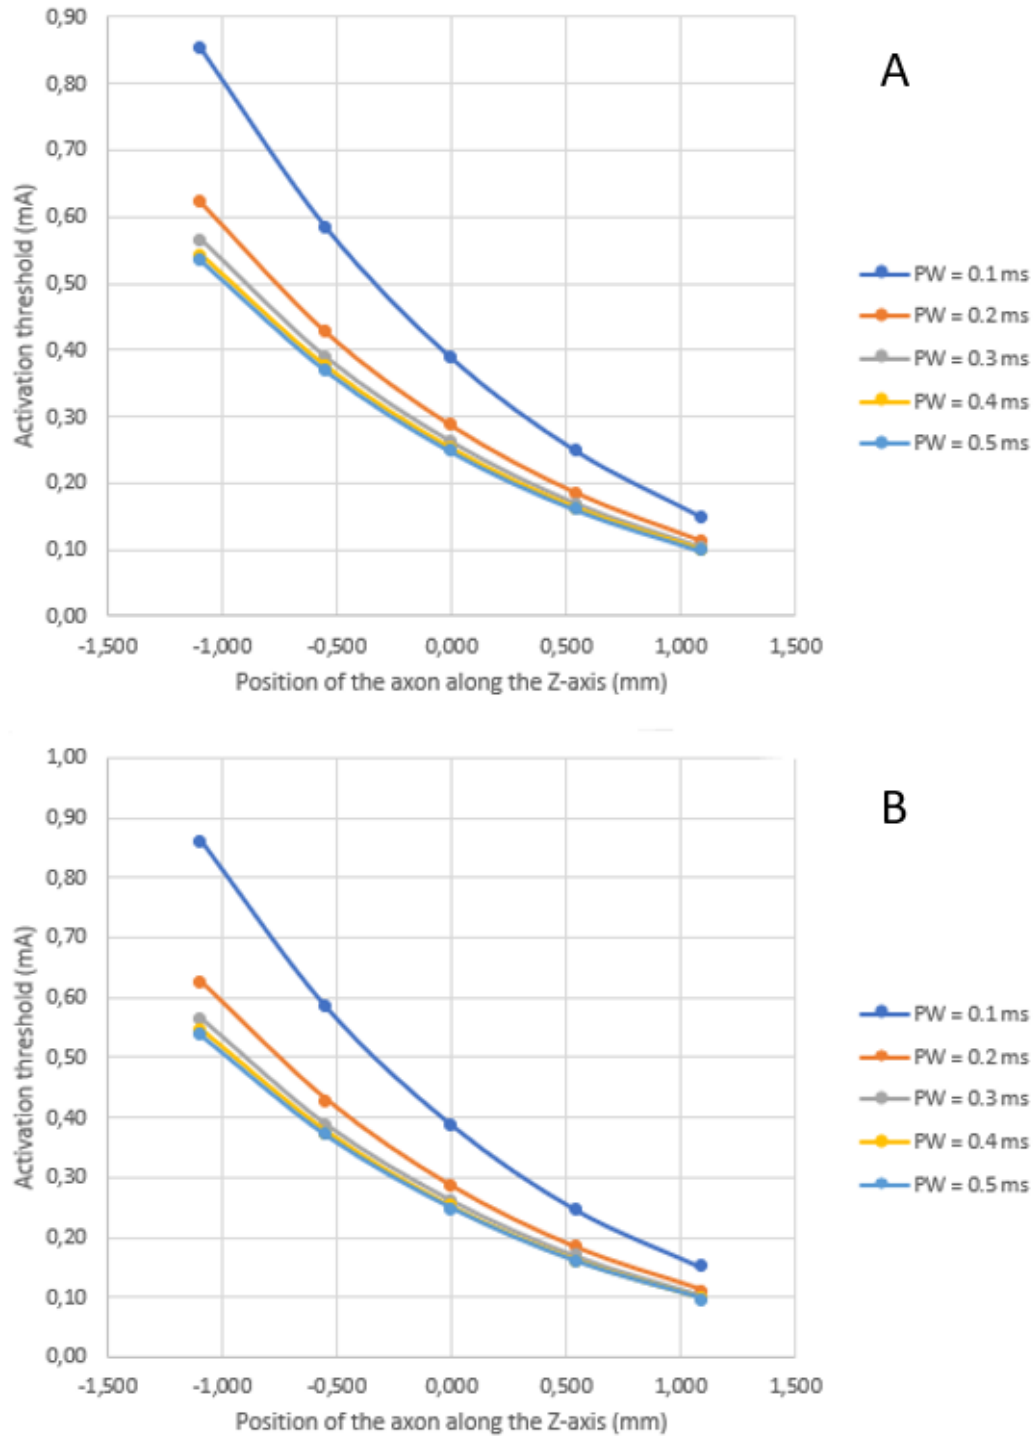 A
0,90
0,80
0,70
0,60
0,50
0,40
0,30
0,20
0,10
0,00
Activation threshold (mA)
-1,500 -1,000 -0,500 0,000 0,500 1,000 1,500
Position of the axon along the Z-axis (mm)
PW = 0.1 ms
PW = 0.2 ms
PW = 0.3 ms
PW = 0.4 ms
PW = 0.5 ms
B
1,00
0,90
0,80
0,70
0,60
0,50
0,40
0,30
0,20
0,10
0,00
Activation threshold (mA)
-1,500 -1,000 -0,500 0,000 0,500 1,000 1,500
Position of the axon along the Z-axis (mm)
PW = 0.1 ms
PW = 0.2 ms
PW = 0.3 ms
PW = 0.4 ms
PW = 0.5 ms